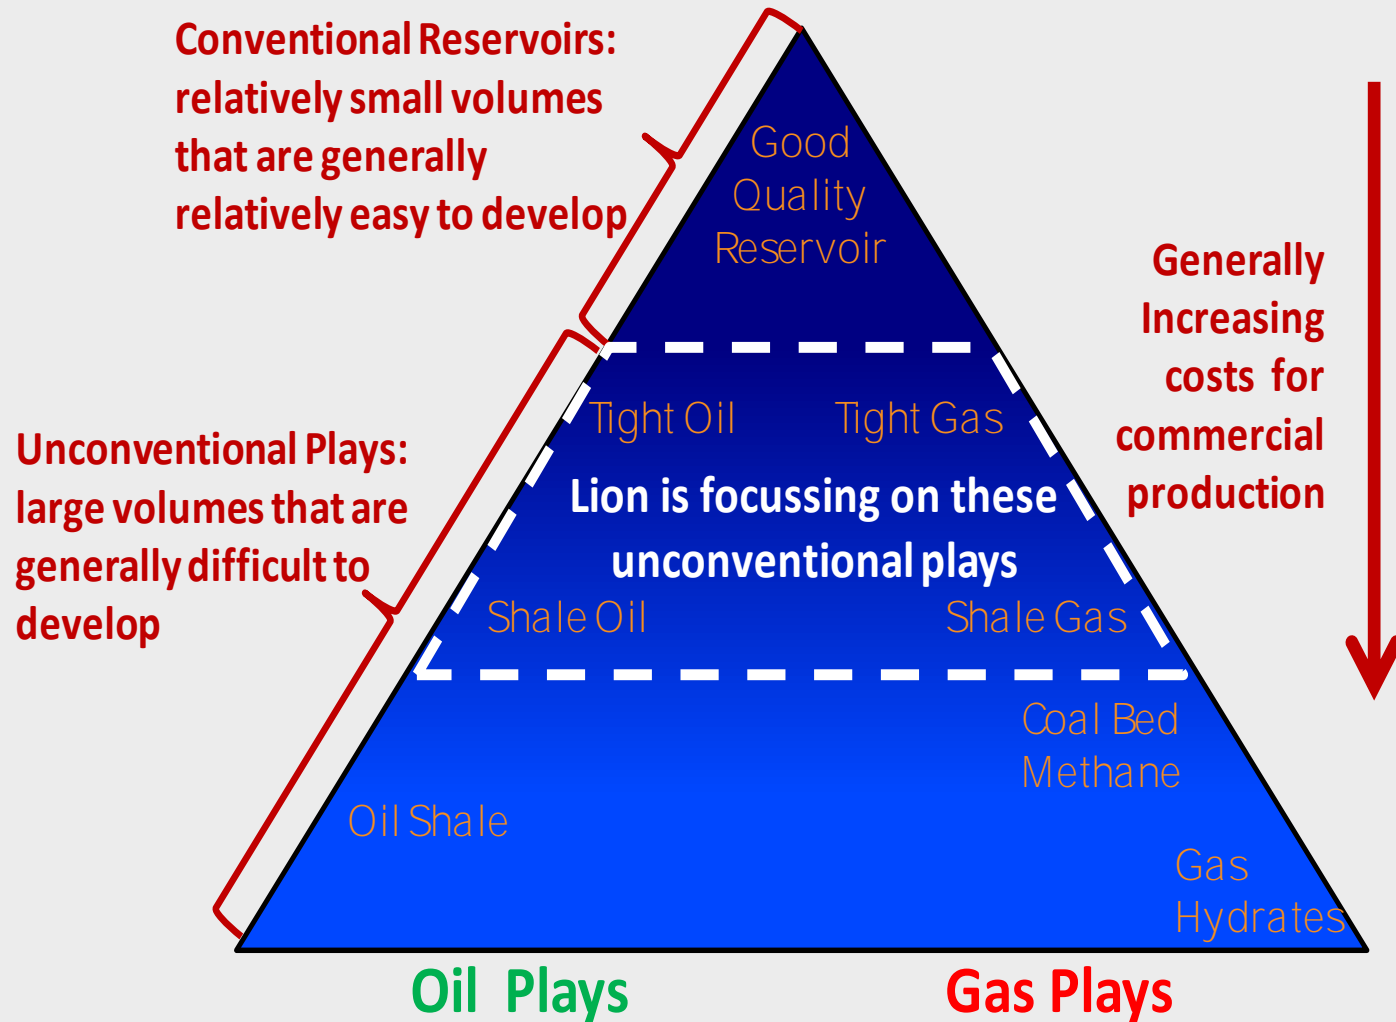 Conventional Reservoirs:
relatively small volumes
that are generally
relatively easy to develop
Good
Quality
Reservoir
Generally
Increasing
costs for
commercial
production
Tight Oil
Tight Gas
Unconventional Plays:
large volumes that are
generally difficult to
develop
Lion is focussing on these
unconventional plays
Shale Oil
Shale Gas
Coal Bed
Methane
Oil Shale
Gas
Hydrates
Oil Plays
Gas Plays